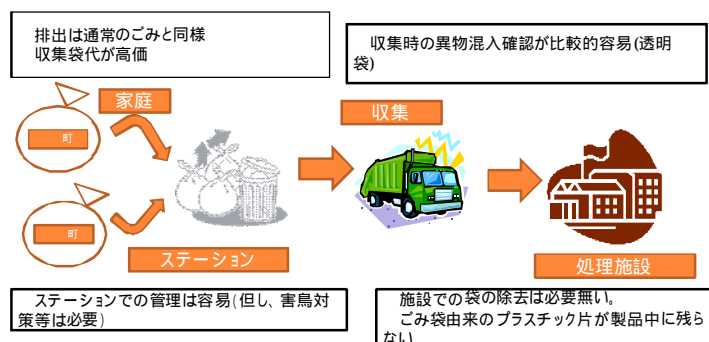 排出は通常のごみと同様
収集袋代が高価
収集時の異物混入確認が比較的容易(透明
袋)
家庭
収集
町
町
ステーション
処理施設
ステーションでの管理は容易(但し、害鳥対
策等は必要)
施設での袋の除去は必要無い。
ごみ袋由来のプラスチック片が製品中に残ら
ない